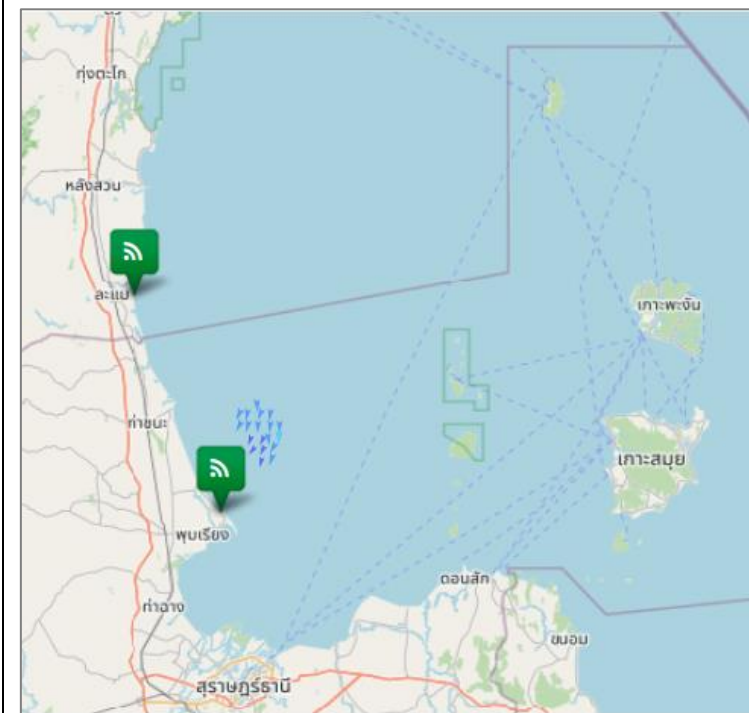 ทุ่งตะโก
หลังสวน
ละแม
เกาะพะงัน
ท่าชนะ
เกาะสมุย
พุมเรียง
ดอนสัก
ท่าฉาง
ขนอม
สุราษฎร์ธานี